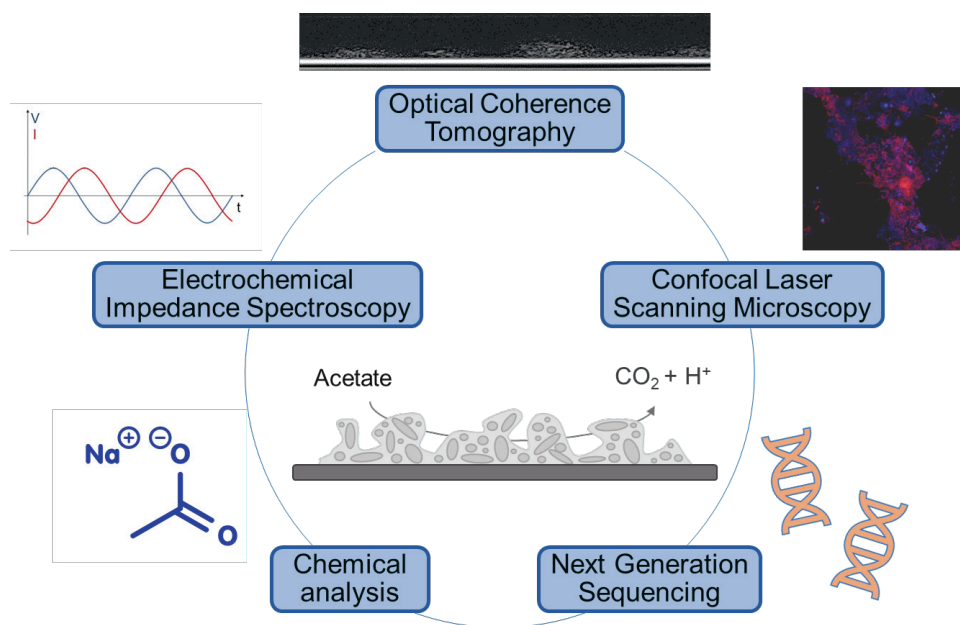 Optical Coherence
Tomography
V
I
t
Electrochemical
Impedance Spectroscopy
Confocal Laser
Scanning Microscopy
Acetate
CO₂ + H⁺
Na⊕ ⊖O
O
Chemical
analysis
Next Generation
Sequencing